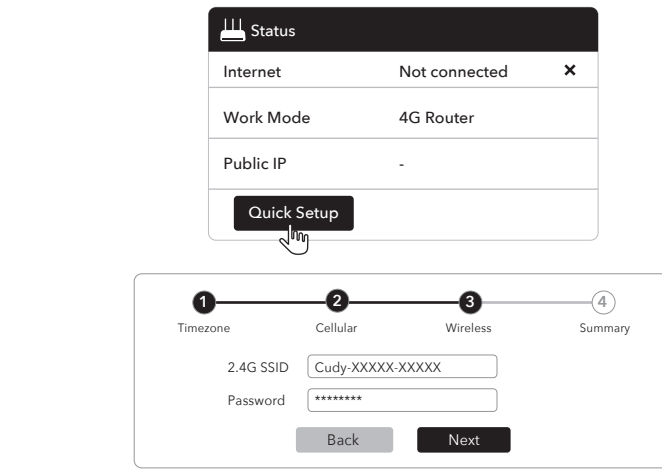 Status
Internet Not connected ×
Work Mode 4G Router
Public IP -
Quick Setup
1 2 3 4
Timezone Cellular Wireless Summary
2.4G SSID Cudy-XXXXX-XXXXX
Password ********
Back Next